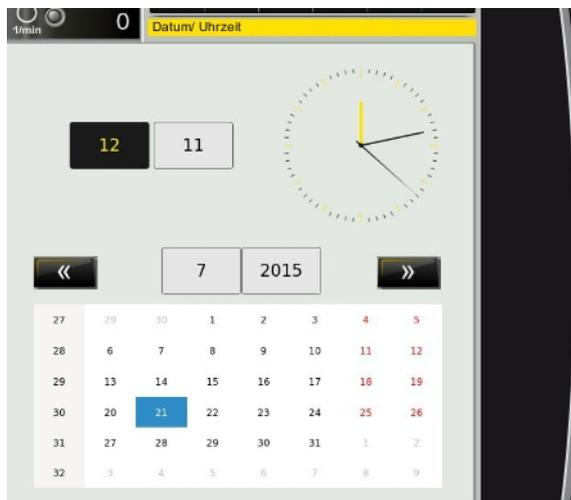 1/min
0
Datum/ Uhrzeit
12 11
« 7 2015 »
27 29 30 1 2 3 4 5
28 6 7 8 9 10 11 12
29 13 14 15 16 17 18 19
30 20 21 22 23 24 25 26
31 27 28 29 30 31 1 2
32 3 4 5 6 7 8 9